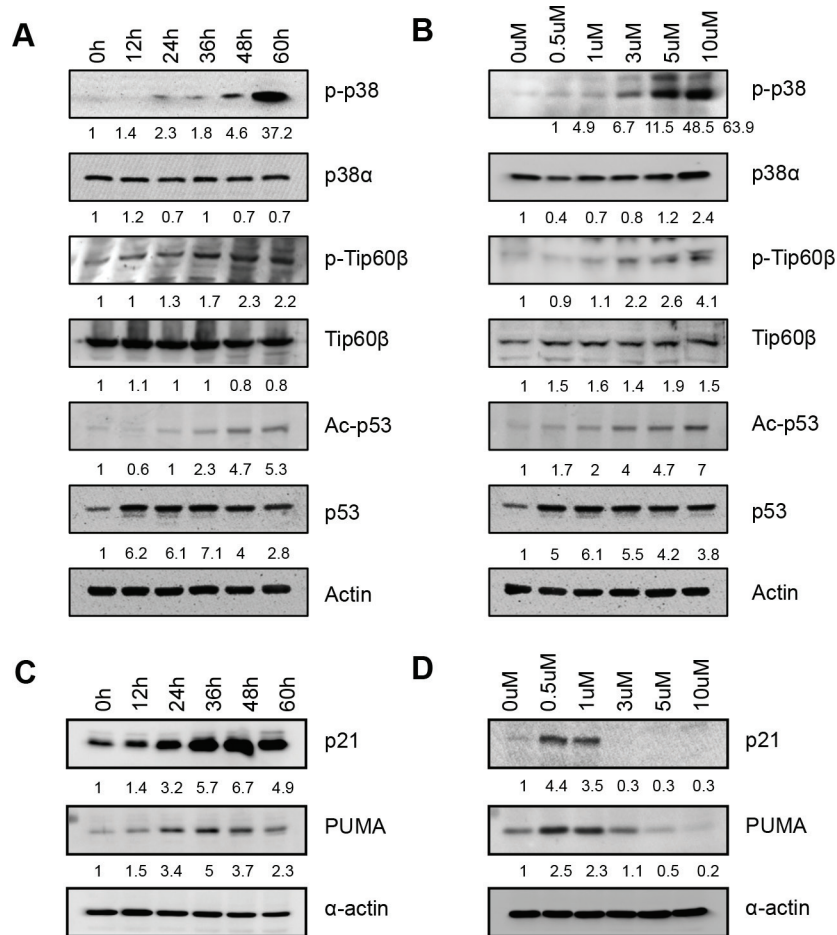 A
0h 12h 24h 36h 48h 60h
p-p38
1 1.4 2.3 1.8 4.6 37.2
p38α
1 1.2 0.7 1 0.7 0.7
p-Tip60β
1 1 1.3 1.7 2.3 2.2
Tip60β
1 1.1 1 1 0.8 0.8
Ac-p53
1 0.6 1 2.3 4.7 5.3
p53
1 6.2 6.1 7.1 4 2.8
Actin
B
0uM 0.5uM 1uM 3uM 5uM 10uM
p-p38
1 4.9 6.7 11.5 48.5 63.9
p38α
1 0.4 0.7 0.8 1.2 2.4
p-Tip60β
1 0.9 1.1 2.2 2.6 4.1
Tip60β
1 1.5 1.6 1.4 1.9 1.5
Ac-p53
1 1.7 2 4 4.7 7
p53
1 5 6.1 5.5 4.2 3.8
Actin
C
0h 12h 24h 36h 48h 60h
p21
1 1.4 3.2 5.7 6.7 4.9
PUMA
1 1.5 3.4 5 3.7 2.3
α-actin
D
0uM 0.5uM 1uM 3uM 5uM 10uM
p21
1 4.4 3.5 0.3 0.3 0.3
PUMA
1 2.5 2.3 1.1 0.5 0.2
α-actin